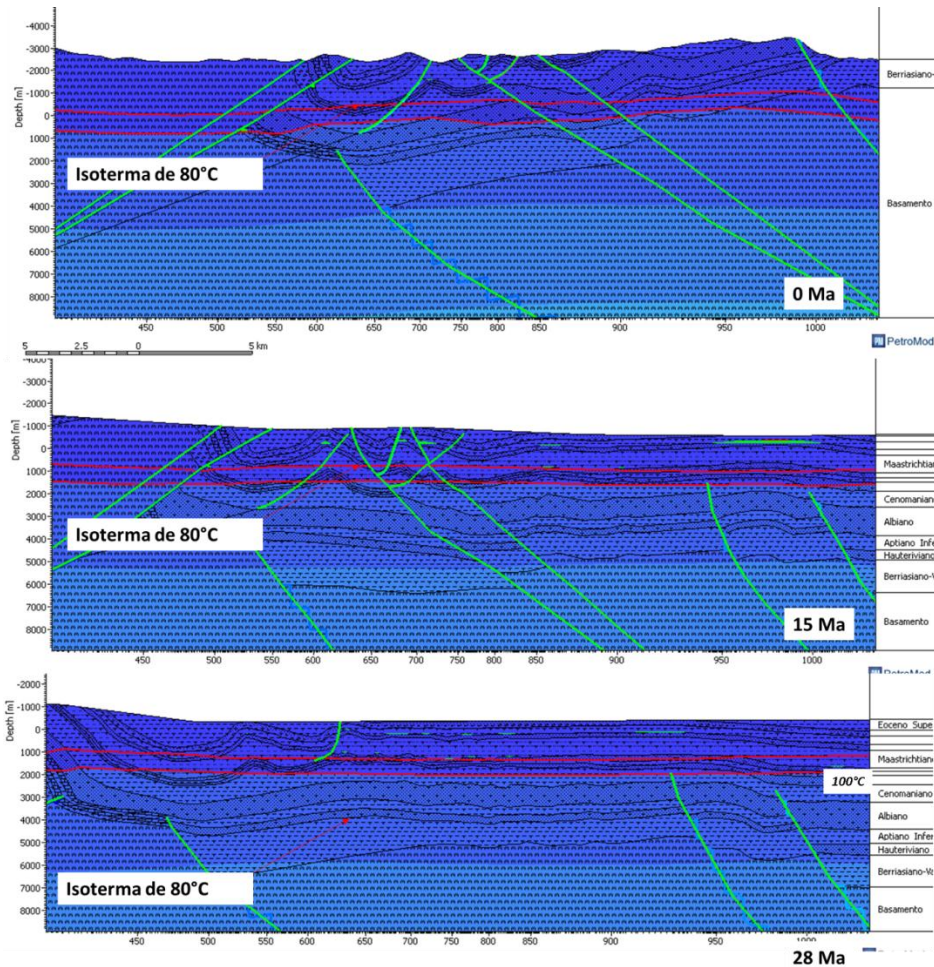 -4000
-3000
-2000
-1000
0
1000
2000
3000
4000
5000
6000
7000
8000
Depth [m]
Berriasiano-
Basamento
Isoterma de 80°C
0 Ma
450 500 550 600 650 700 750 800 850 900 950 1000
5 2.5 0 5 km
PetroMod
-4000
-3000
-2000
-1000
0
1000
2000
3000
4000
5000
6000
7000
8000
Depth [m]
Maastrichtian
Cenomanian
Albiano
Aptiano Infe
Hauteriviano
Berriasiano-V
Basamento
Isoterma de 80°C
15 Ma
450 500 550 600 650 700 750 800 850 900 950 1000
-2000
-1000
0
1000
2000
3000
4000
5000
6000
7000
8000
Depth [m]
Eoceno Supe
Maastrichtian
100°C
Cenomaniano
Albiano
Aptiano Infer
Hauteriviano
Berriasiano-Va
Basamento
Isoterma de 80°C
450 500 550 600 650 700 750 800 850 900 950 1000
28 Ma